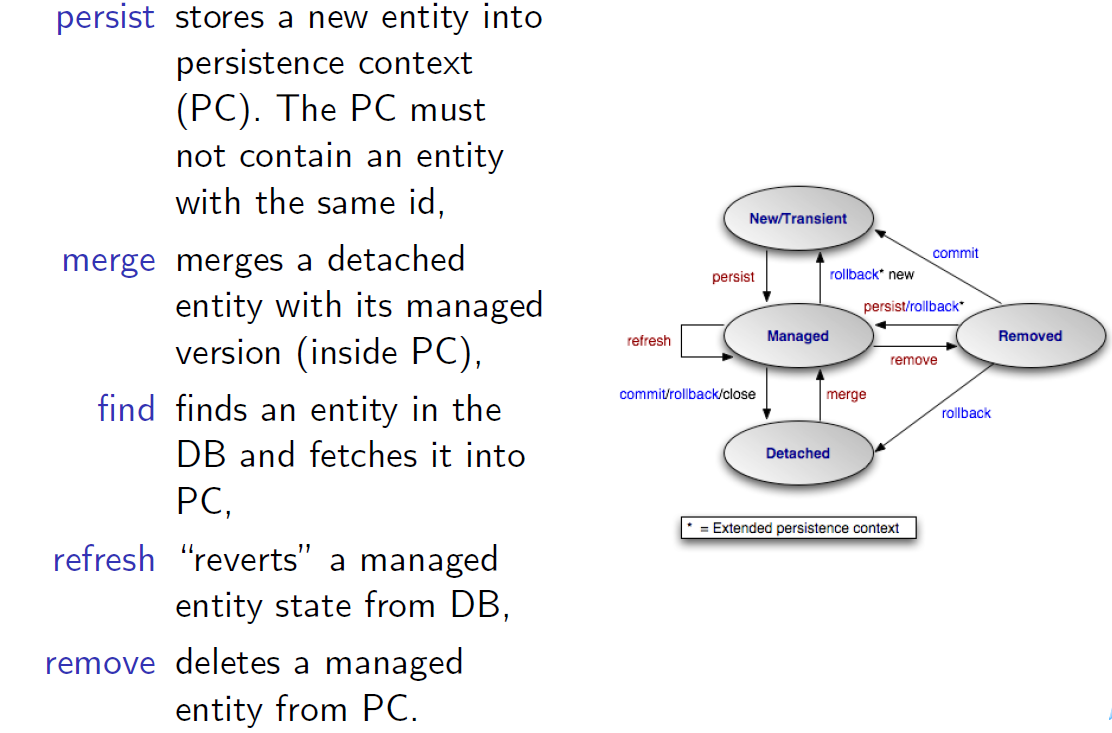 persist stores a new entity into
persistence context
(PC). The PC must
not contain an entity
with the same id,
merge merges a detached
entity with its managed
version (inside PC),
find finds an entity in the
DB and fetches it into
PC,
refresh “reverts” a managed
entity state from DB,
remove deletes a managed
entity from PC.
New/Transient
commit
persist
rollback* new
persist/rollback*
Managed
Removed
refresh
remove
commit/rollback/close
merge
rollback
Detached
* = Extended persistence context